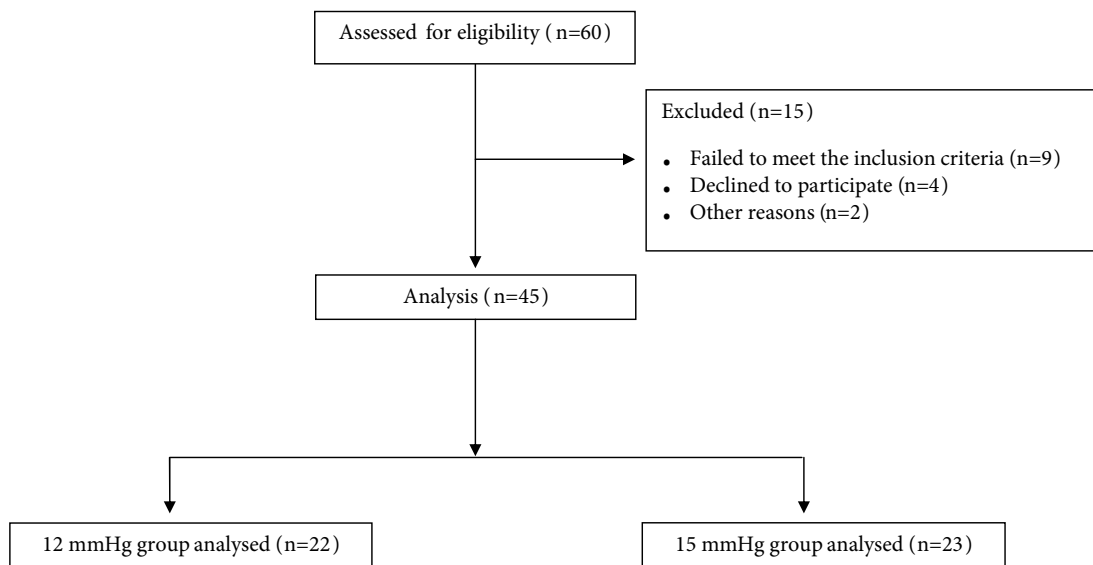 Assessed for eligibility (n=60)
Excluded (n=15)
• Failed to meet the inclusion criteria (n=9)
• Declined to participate (n=4)
• Other reasons (n=2)
Analysis (n=45)
12 mmHg group analysed (n=22)
15 mmHg group analysed (n=23)